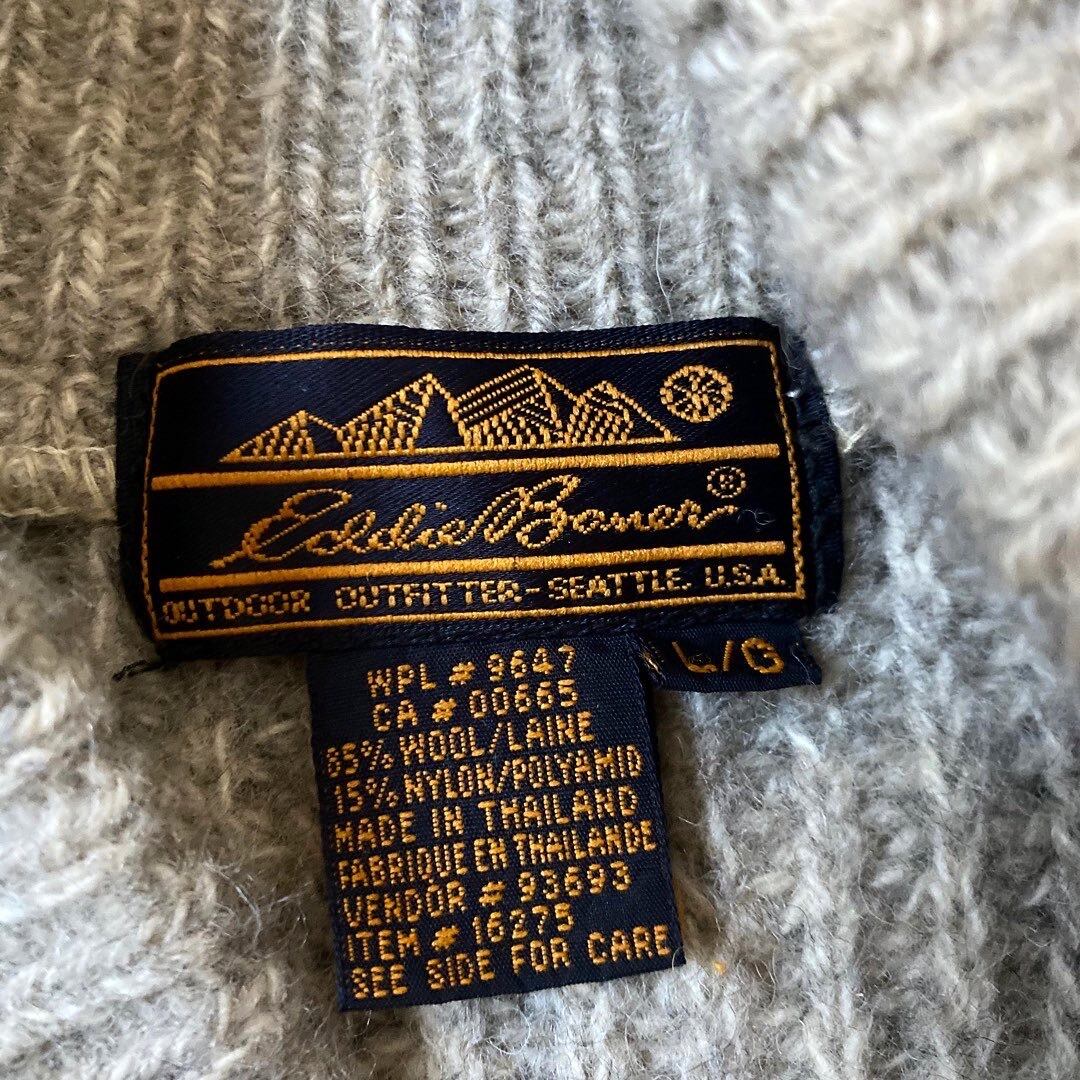 Eddie Bauer®
OUTDOOR OUTFITTER-SEATTLE, U.S.A.
L/G
WPL # 9647
CA # 00665
85% WOOL/LAINE
15% NYLON/POLYAMID
MADE IN THAILAND
FABRIQUE EN THAILANDE
VENDOR # 93693
ITEM # 16275
SEE SIDE FOR CARE